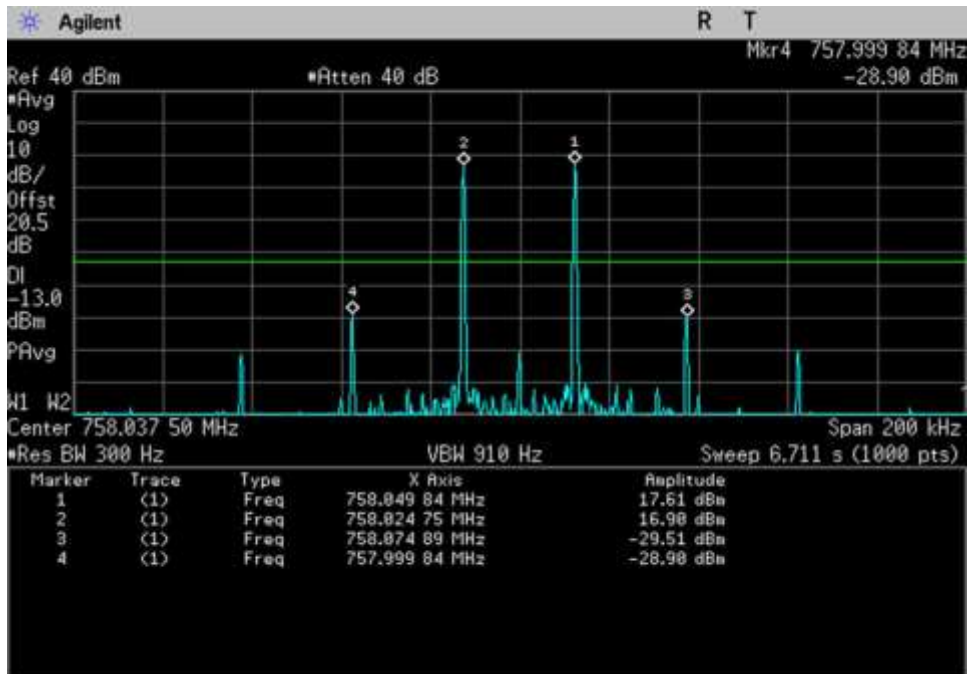 Agilent R T
Mkr4 757.999 84 MHz
Ref 40 dBm *Atten 40 dB -28.90 dBm
*Avg
Log
10
dB/
Offst
20.5
dB
DI
-13.0
dBm
PAvg
W1 W2
2
1
4
3
Center 758.037 50 MHz Span 200 kHz
*Res BW 300 Hz VBW 910 Hz Sweep 6.711 s (1000 pts)
Marker Trace Type X Axis Amplitude
1 (1) Freq 758.049 84 MHz 17.61 dBm
2 (1) Freq 758.024 75 MHz 16.90 dBm
3 (1) Freq 758.074 89 MHz -29.51 dBm
4 (1) Freq 757.999 84 MHz -28.90 dBm